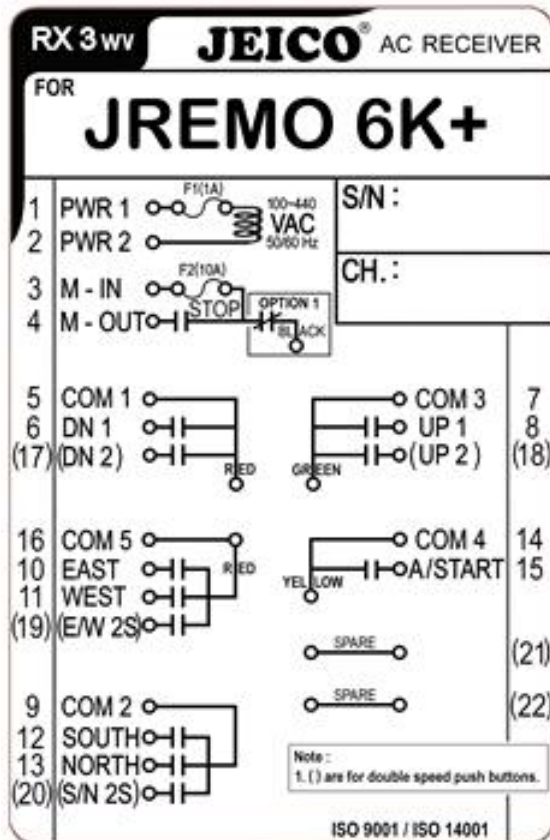 RX 3 WV JEICO® AC RECEIVER
FOR
JREMO 6K+
S/N :
CH. :
1 PWR 1 F1(1A) 100~440
VAC
2 PWR 2 50/60 Hz
3 M - IN F2(10A)
STOP OPTION 1
4 M - OUT BLACK
5 COM 1 COM 3 7
6 DN 1 UP 1 8
(17) (DN 2) (UP 2) (18)
RED GREEN
16 COM 5 COM 4 14
10 EAST RED A/START 15
11 WEST YELLOW
(19) (E/W 2S)
SPARE (21)
9 COM 2 SPARE (22)
12 SOUTH
13 NORTH
(20) (S/N 2S)
Note :
1. ( ) are for double speed push buttons.
ISO 9001 / ISO 14001